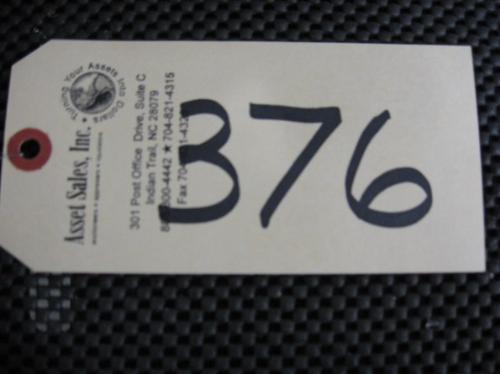 Turning Your Assets Into Dollars
Asset Sales, Inc.
301 Post Office Drive, Suite C
Indian Trail, NC 28079
704-821-4315
Fax
376